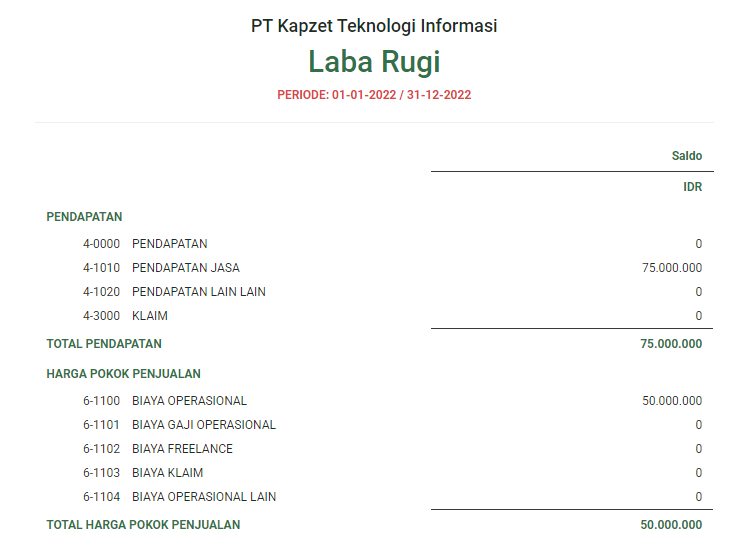 PT Kapzet Teknologi Informasi
Laba Rugi
PERIODE: 01-01-2022 / 31-12-2022
Saldo
IDR
PENDAPATAN
4-0000 PENDAPATAN 0
4-1010 PENDAPATAN JASA 75.000.000
4-1020 PENDAPATAN LAIN LAIN 0
4-3000 KLAIM 0
TOTAL PENDAPATAN 75.000.000
HARGA POKOK PENJUALAN
6-1100 BIAYA OPERASIONAL 50.000.000
6-1101 BIAYA GAJI OPERASIONAL 0
6-1102 BIAYA FREELANCE 0
6-1103 BIAYA KLAIM 0
6-1104 BIAYA OPERASIONAL LAIN 0
TOTAL HARGA POKOK PENJUALAN 50.000.000